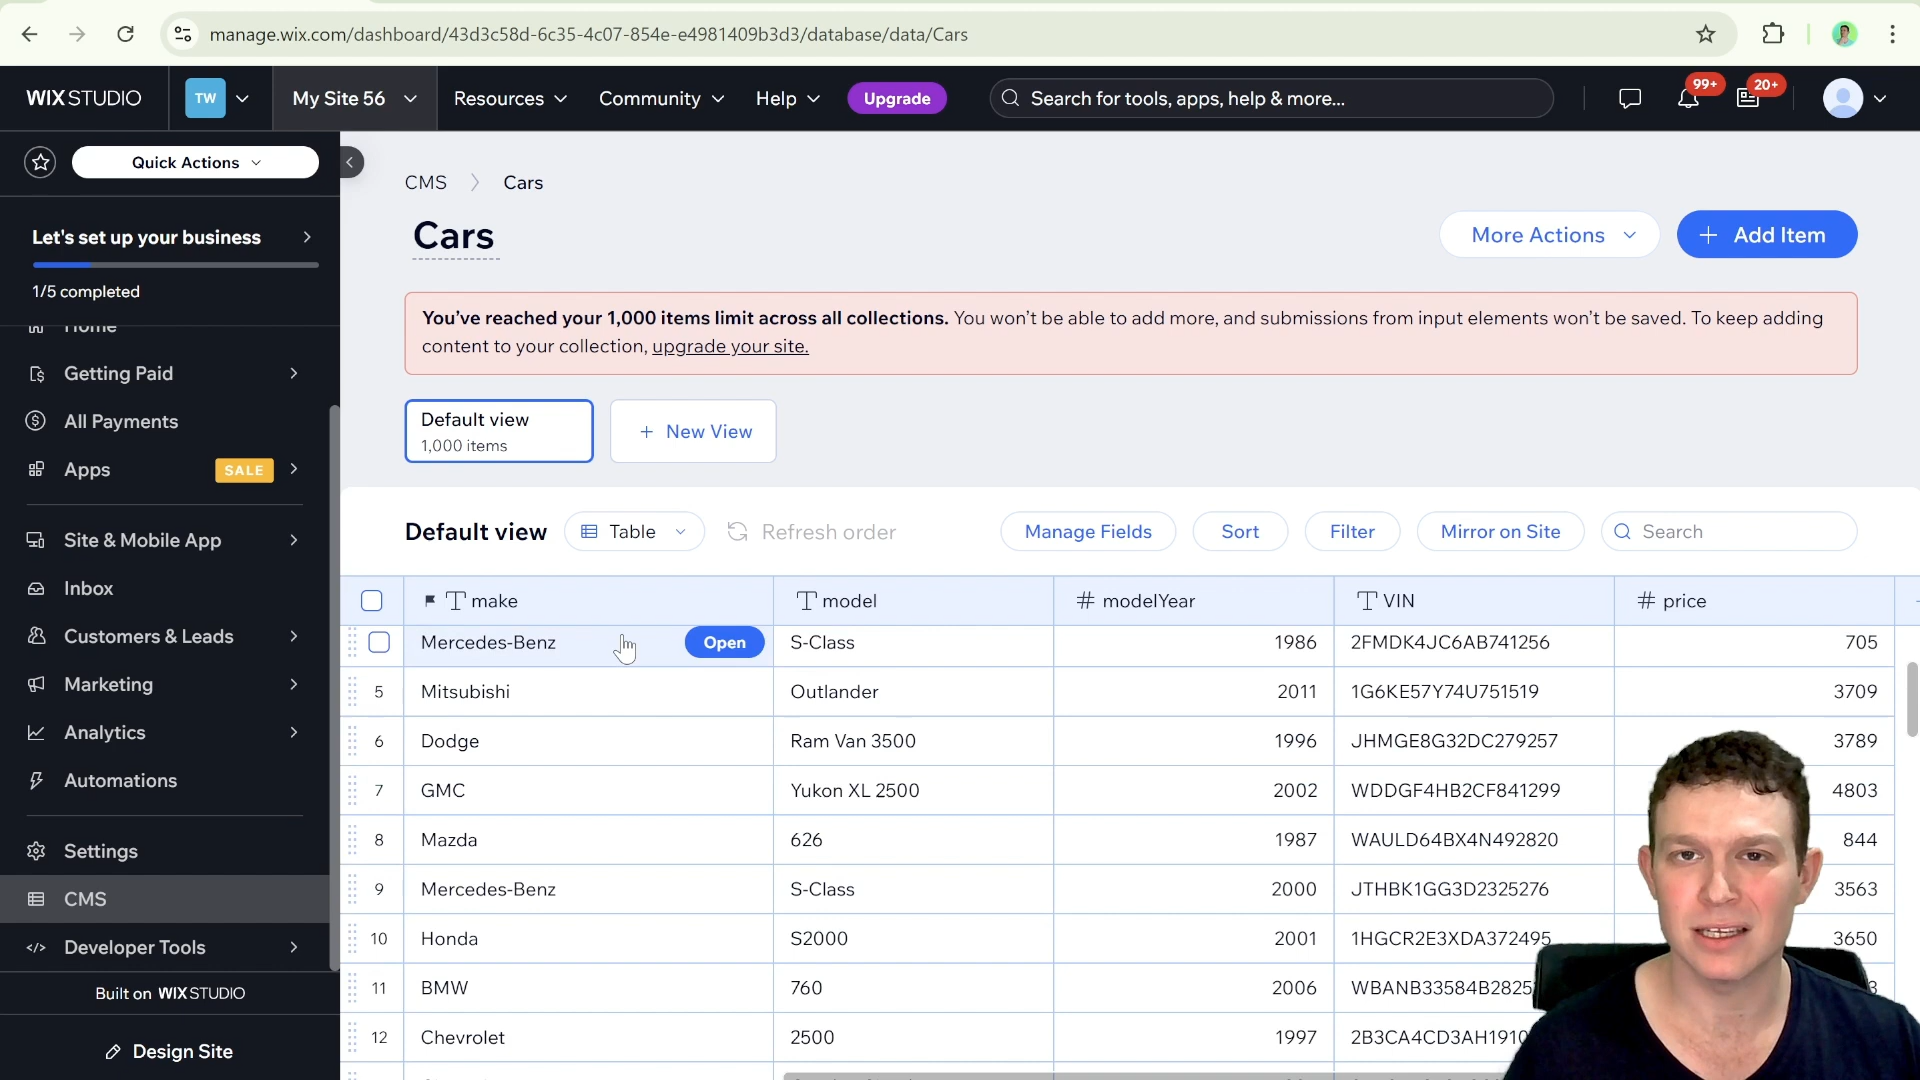 manage.wix.com/dashboard/43d3c58d-6c35-4c07-854e-e4981409b3d3/database/data/Cars
WIX STUDIO
TW
My Site 56
Resources
Community
Help
Upgrade
Search for tools, apps, help & more...
99+
20+
Quick Actions
Let's set up your business
1/5 completed
Home
Getting Paid
All Payments
Apps
SALE
Site & Mobile App
Inbox
Customers & Leads
Marketing
Analytics
Automations
Settings
CMS
Developer Tools
Built on WIX STUDIO
Design Site
CMS > Cars
Cars
More Actions
+ Add Item
You've reached your 1,000 items limit across all collections. You won't be able to add more, and submissions from input elements won't be saved. To keep adding
content to your collection, upgrade your site.
Default view
1,000 items
+ New View
Default view
Table
Refresh order
Manage Fields
Sort
Filter
Mirror on Site
Search
make model # modelYear VIN # price
Mercedes-Benz Open S-Class 1986 2FMDK4JC6AB741256 705
5 Mitsubishi Outlander 2011 1G6KE57Y74U751519 3709
6 Dodge Ram Van 3500 1996 JHMGE8G32DC279257 3789
7 GMC Yukon XL 2500 2002 WDDGF4HB2CF841299 4803
8 Mazda 626 1987 WAULD64BX4N492820 844
9 Mercedes-Benz S-Class 2000 JTHBK1GG3D2325276 3563
10 Honda S2000 2001 1HGCR2E3XDA372495 3650
11 BMW 760 2006 WBANB33584B2825
12 Chevrolet 2500 1997 2B3CA4CD3AH1910